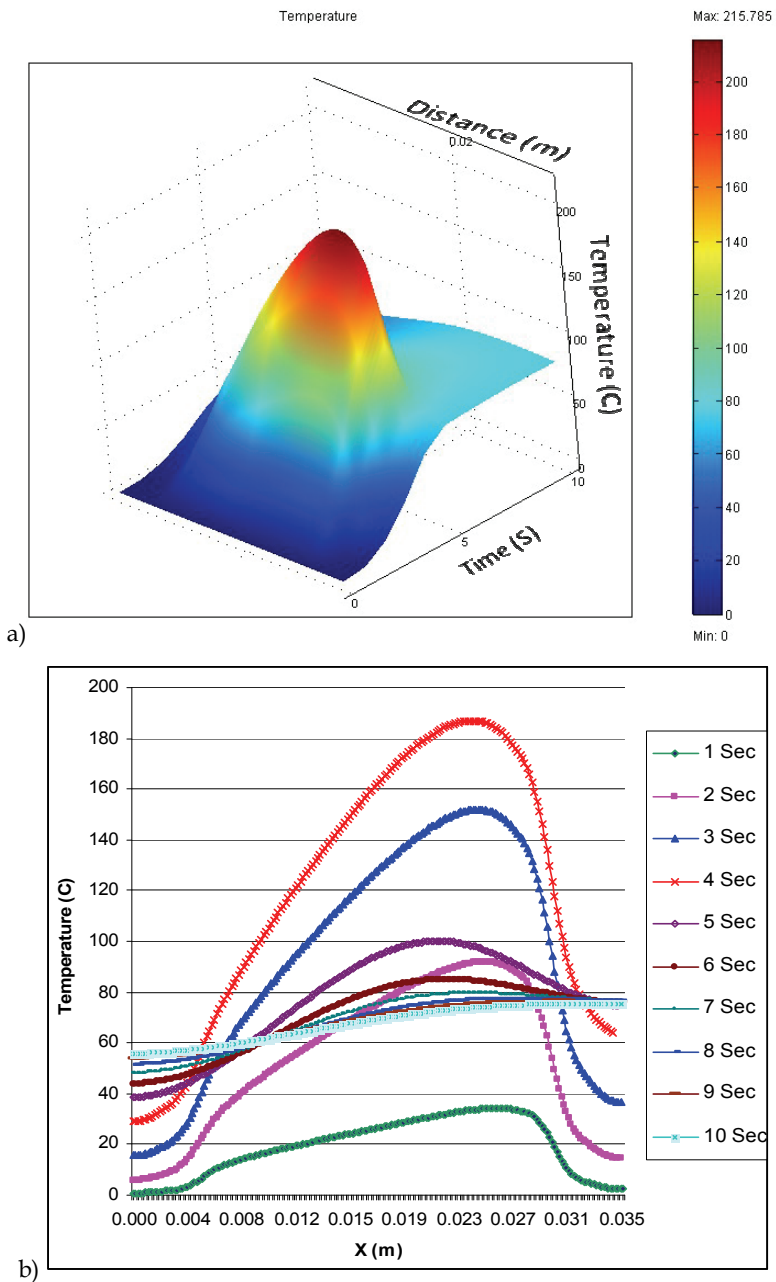 Temperature
Max: 215.785
Distance (m)
0.02
Temperature (C)
200
150
100
50
0
10
5
0
Time (S)
200
180
160
140
120
100
80
60
40
20
0
Min: 0
a)
200
180
160
140
120
100
80
60
40
20
0
Temperature (C)
0.000 0.004 0.008 0.012 0.015 0.019 0.023 0.027 0.031 0.035
X (m)
1 Sec
2 Sec
3 Sec
4 Sec
5 Sec
6 Sec
7 Sec
8 Sec
9 Sec
10 Sec
b)